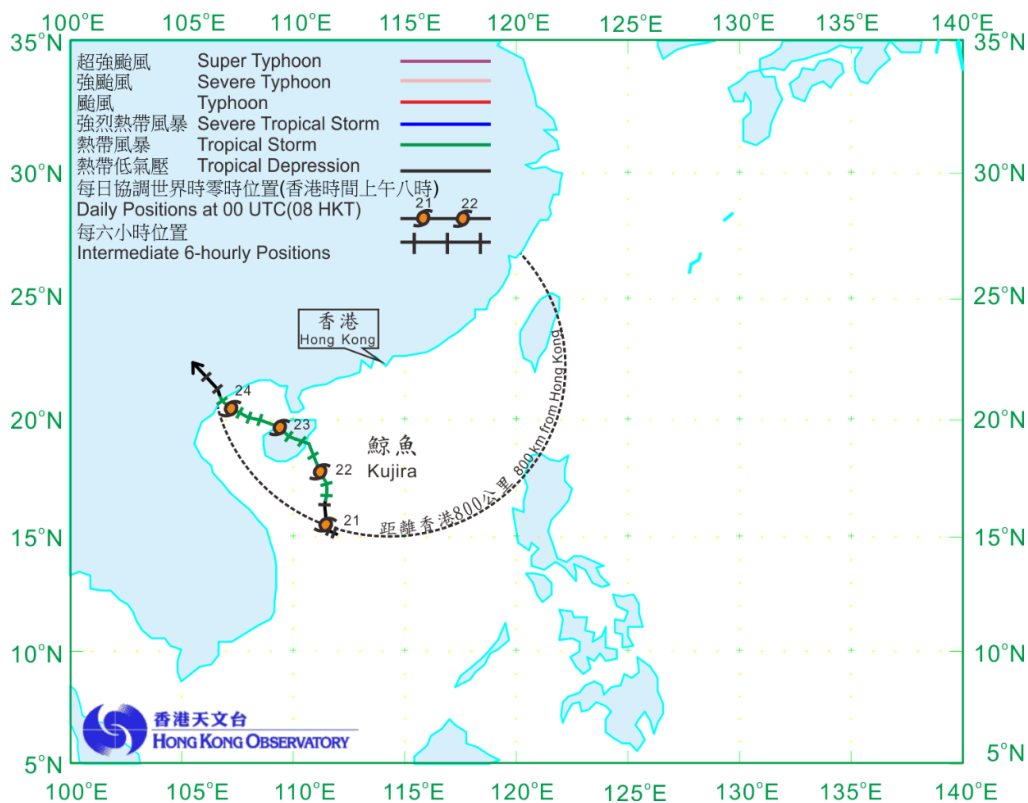 100°E 105°E 110°E 115°E 120°E 125°E 130°E 135°E 140°E
35°N 35°N
超強颱風 Super Typhoon
強颱風 Severe Typhoon
颱風 Typhoon
強烈熱帶風暴 Severe Tropical Storm
熱帶風暴 Tropical Storm
熱帶低氣壓 Tropical Depression
30°N 30°N
每日協調世界時零時位置(香港時間上午八時)
21 22
Daily Positions at 00 UTC(08 HKT)
每六小時位置
Intermediate 6-hourly Positions
25°N 25°N
香港
Hong Kong
24
20°N 20°N
23
鯨魚
Kujira
22
21
距離香港800公里 800 km from Hong Kong
15°N 15°N
10°N 10°N
香港天文台
HONG KONG OBSERVATORY
5°N 5°N
100°E 105°E 110°E 115°E 120°E 125°E 130°E 135°E 140°E